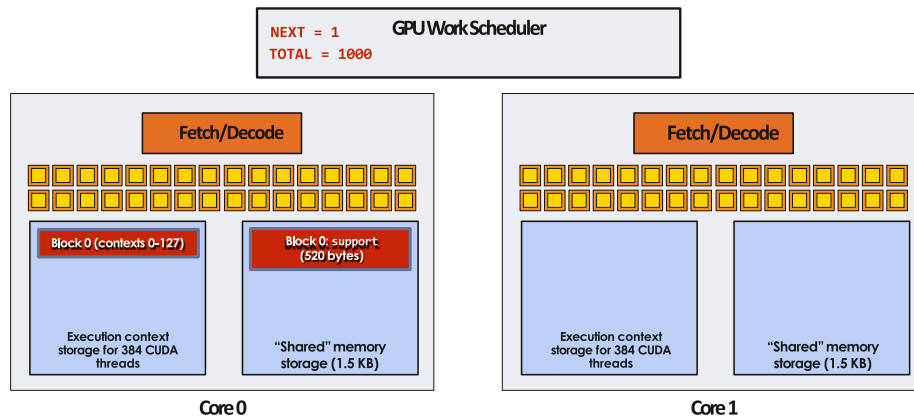 GPU Work Scheduler
NEXT = 1
TOTAL = 1000
Fetch/Decode
Block 0 (contexts 0-127)
Block 0: support
(520 bytes)
Execution context
storage for 384 CUDA
threads
“Shared” memory
storage (1.5 KB)
Core 0
Fetch/Decode
Execution context
storage for 384 CUDA
threads
“Shared” memory
storage (1.5 KB)
Core 1